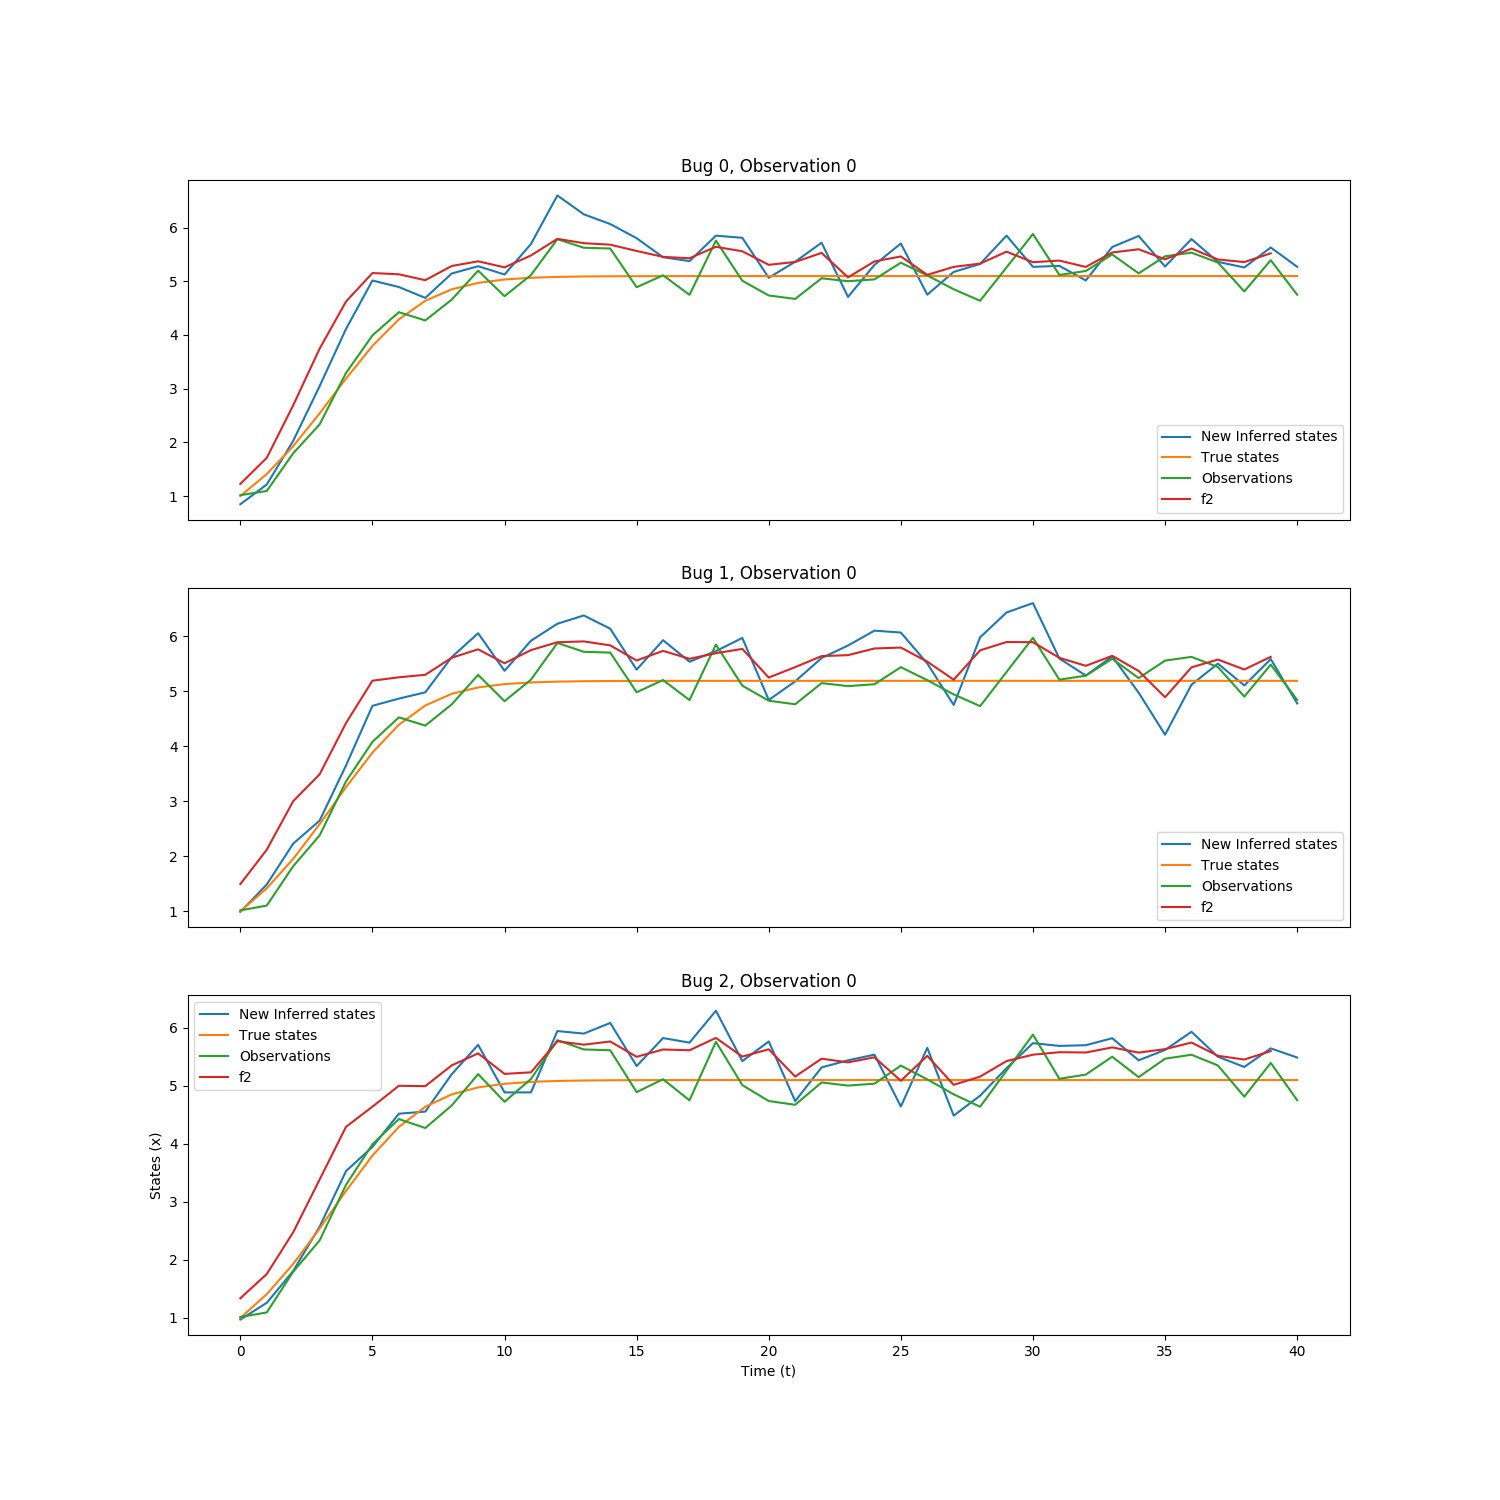 Bug 0, Observation 0
6
5
4
3
2
1
New Inferred states
True states
Observations
f2
Bug 1, Observation 0
6
5
4
3
2
1
New Inferred states
True states
Observations
f2
Bug 2, Observation 0
New Inferred states
True states
Observations
f2
6
5
4
3
2
1
States (x)
0 5 10 15 20 25 30 35 40
Time (t)